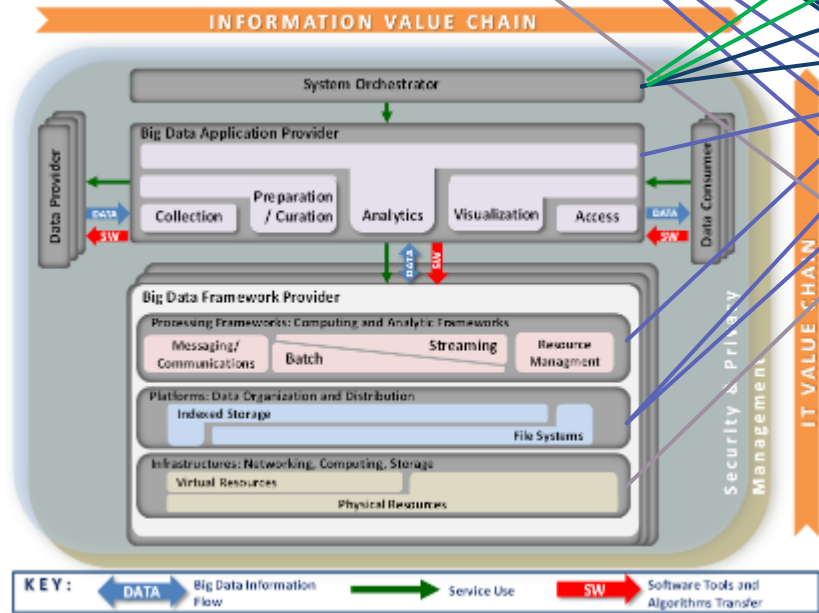 INFORMATION VALUE CHAIN
System Orchestrator
Big Data Application Provider
Collection
Preparation
/ Curation
Analytics
Visualization
Access
Data Provider
DATA
SW
Data Consumer
DATA
SW
DATA
SW
Big Data Framework Provider
Processing Frameworks: Computing and Analytic Frameworks
Messaging/
Communications
Batch
Streaming
Resource
Managment
Platforms: Data Organization and Distribution
Indexed Storage
File Systems
Infrastructures: Networking, Computing, Storage
Virtual Resources
Physical Resources
Security & Privacy
Management
IT VALUE CHAIN
KEY:
DATA
Big Data Information
Flow
Service Use
SW
Software Tools and
Algorithms Transfer